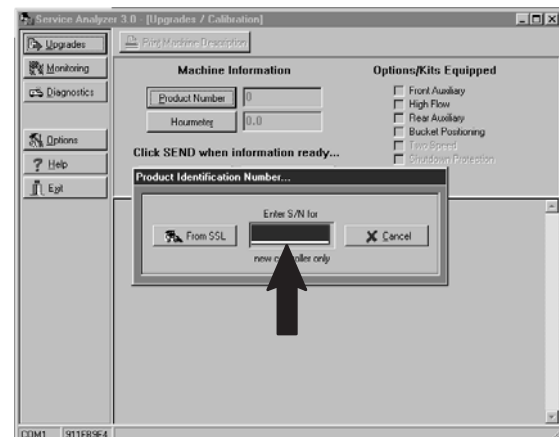 Service Analyzer 3.0 - [Upgrades / Calibration]
Upgrades
Print Machine Description
Monitoring
Diagnostics
Options
Help
Exit
Machine Information
Product Number 0
Hourmeter 0.0
Options/Kits Equipped
Front Auxiliary
High Flow
Rear Auxiliary
Bucket Positioning
Two Speed
Shutdown Protection
Click SEND when information ready...
Product Identification Number...
Enter S/N for
From SSL
Cancel
new controller only
COM1 911FB9E4